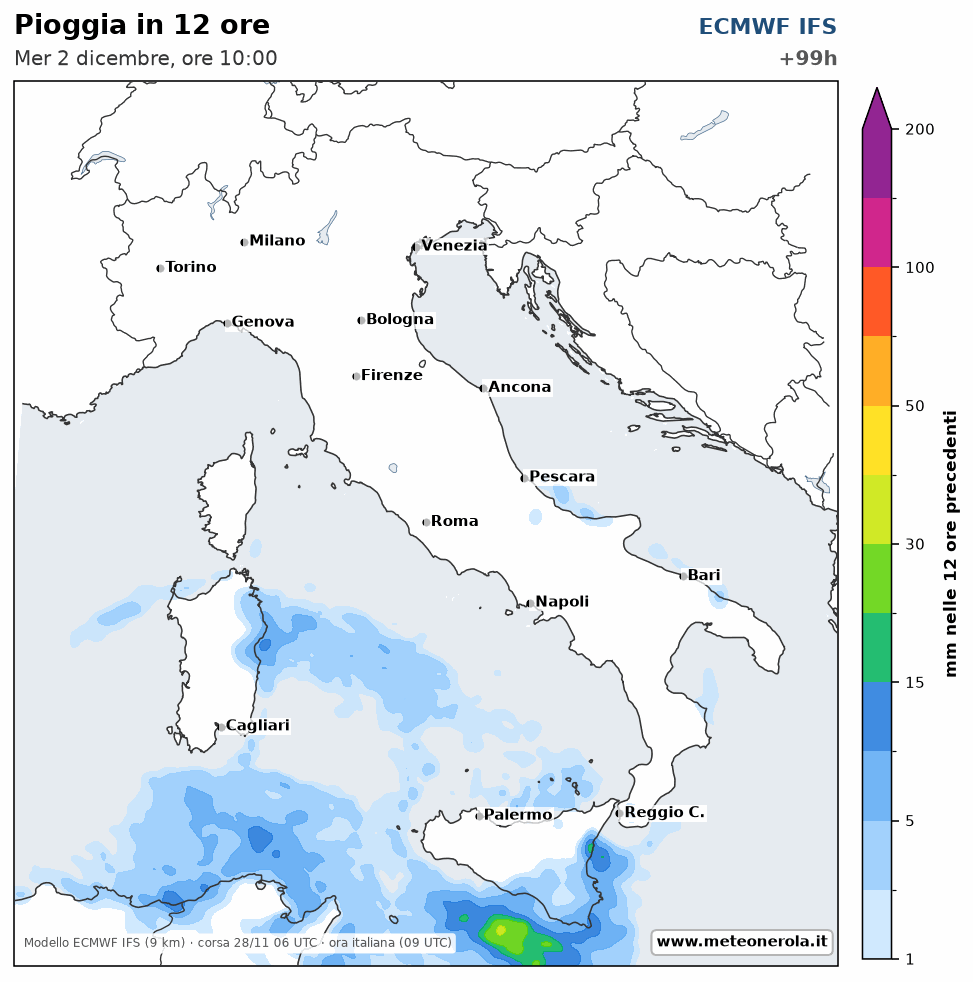 Pioggia in 12 ore
ECMWF IFS
Mer 2 dicembre, ore 10:00
+99h
200
100
50
30
15
5
1
mm nelle 12 ore precedenti
Milano
Venezia
Torino
Genova
Bologna
Firenze
Ancona
Pescara
Roma
Bari
Napoli
Cagliari
Palermo
Reggio C.
Modello ECMWF IFS (9 km) · corsa 28/11 06 UTC · ora italiana (09 UTC)
www.meteonerola.it